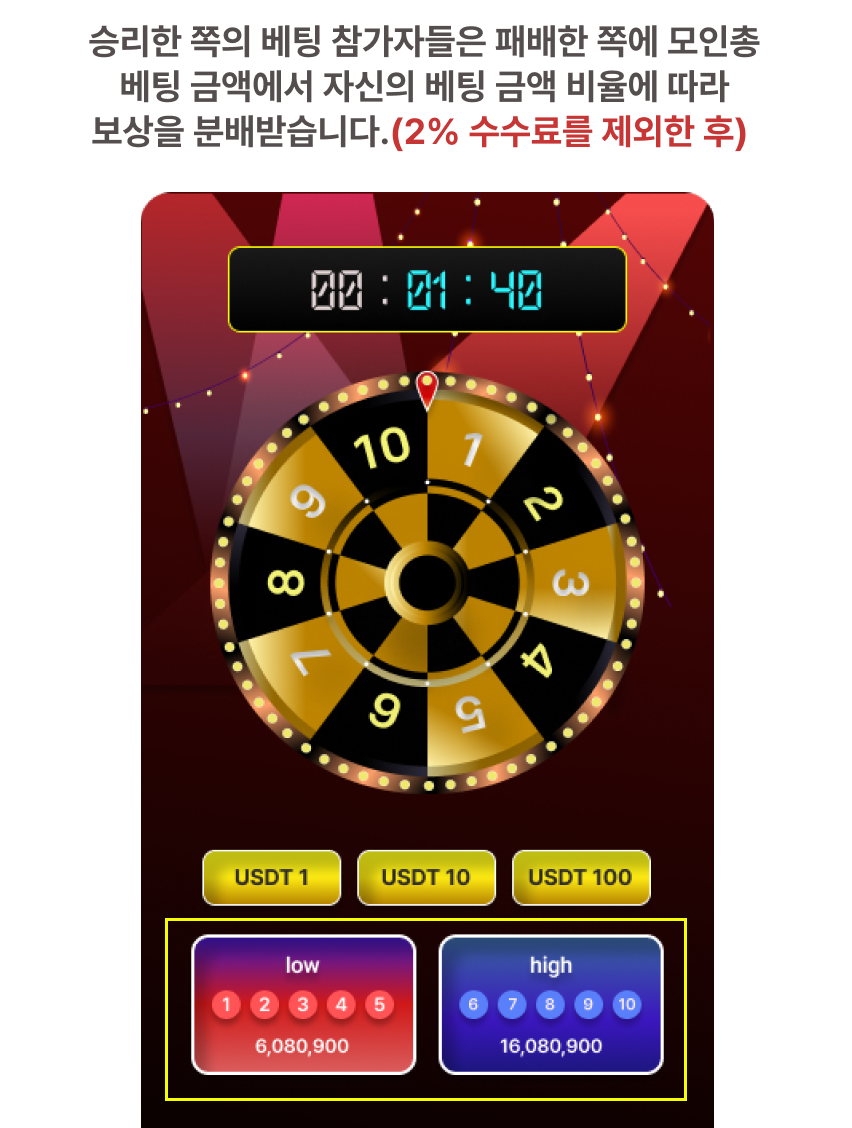 승리한 쪽의 베팅 참가자들은 패배한 쪽에 모인총
베팅 금액에서 자신의 베팅 금액 비율에 따라
보상을 분배받습니다.(2% 수수료를 제외한 후)
00 : 01 : 40
10 1
9 2
8 3
7 4
6 5
USDT 1 USDT 10 USDT 100
low high
1 2 3 4 5 6 7 8 9 10
6,080,900 16,080,900